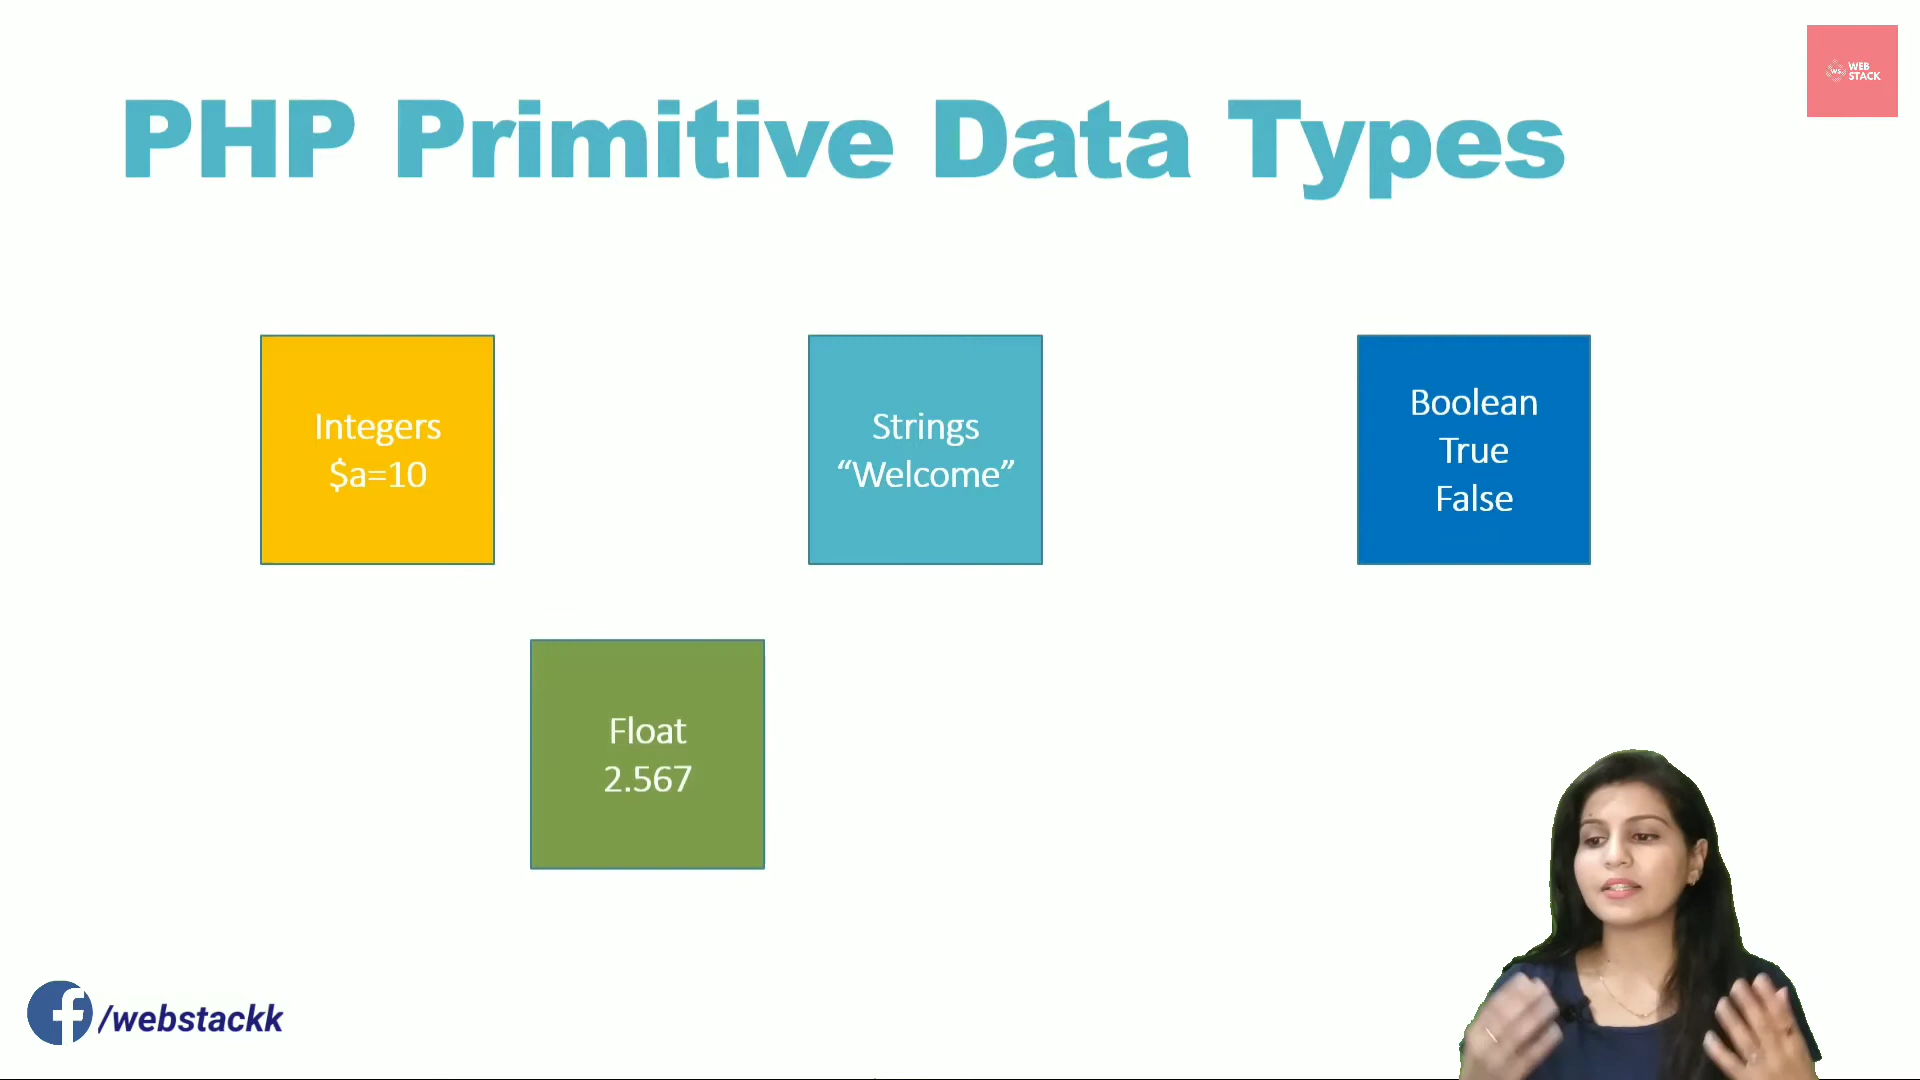 WEB
STACK
PHP Primitive Data Types
Integers
$a=10
Strings
“Welcome”
Boolean
True
False
Float
2.567
/webstackk